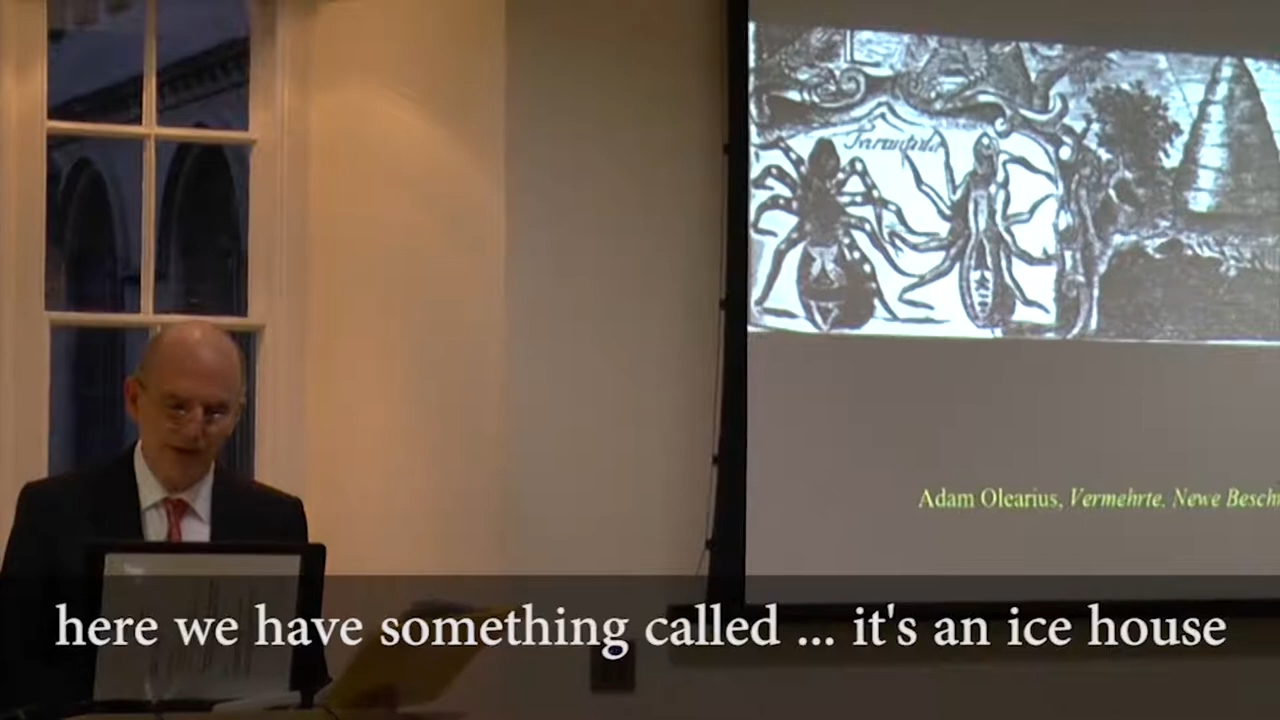 Tarantula
Adam Olearius, Vermehrte. Newe Besch
here we have something called ... it's an ice house